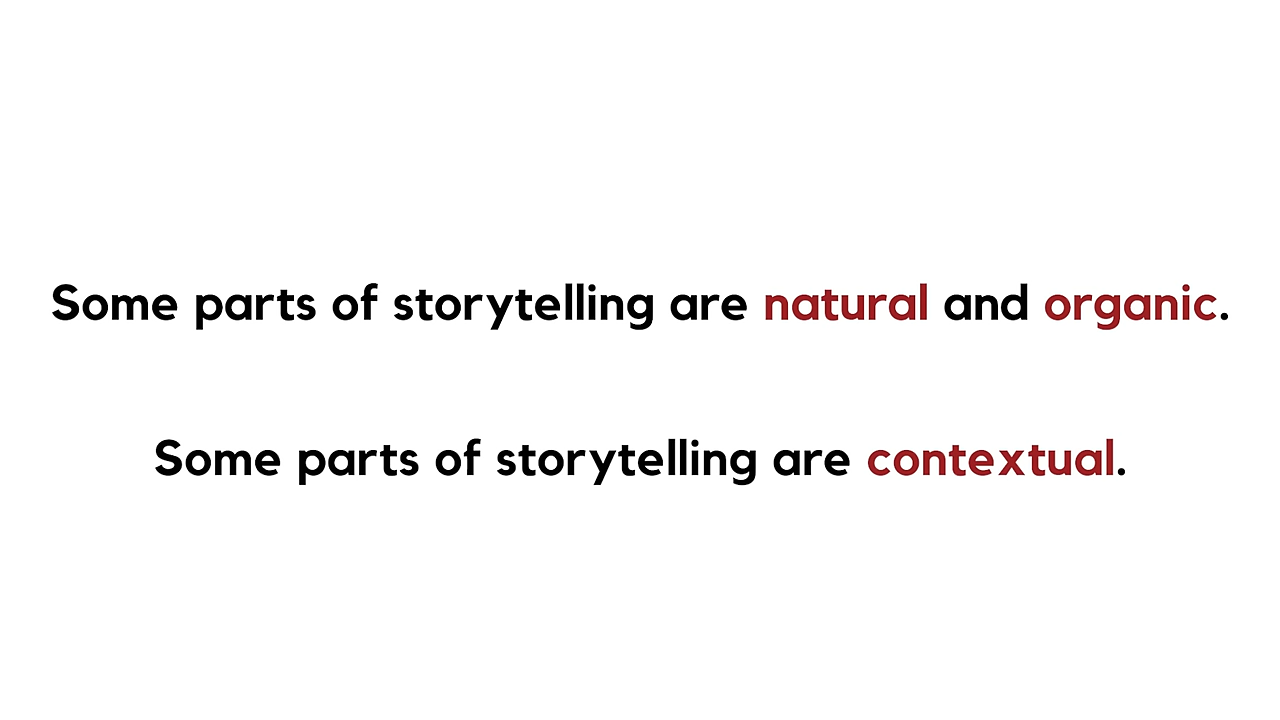 Some parts of storytelling are natural and organic.
Some parts of storytelling are contextual.